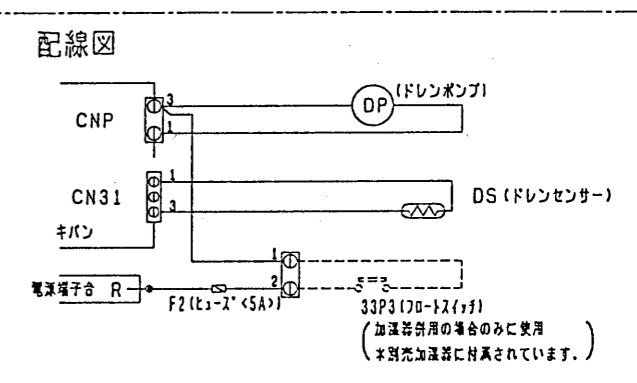 配線図
(ドレンポンプ)
CNP
3
DP
1
CN31
1
3
DS (ドレンセンサー)
キバン
1
電源端子台 R
2
F2(ヒューズ<5A>)
33P3(フロートスイッチ)
(加湿器併用の場合のみに使用
*別売加湿器に付属されています.)